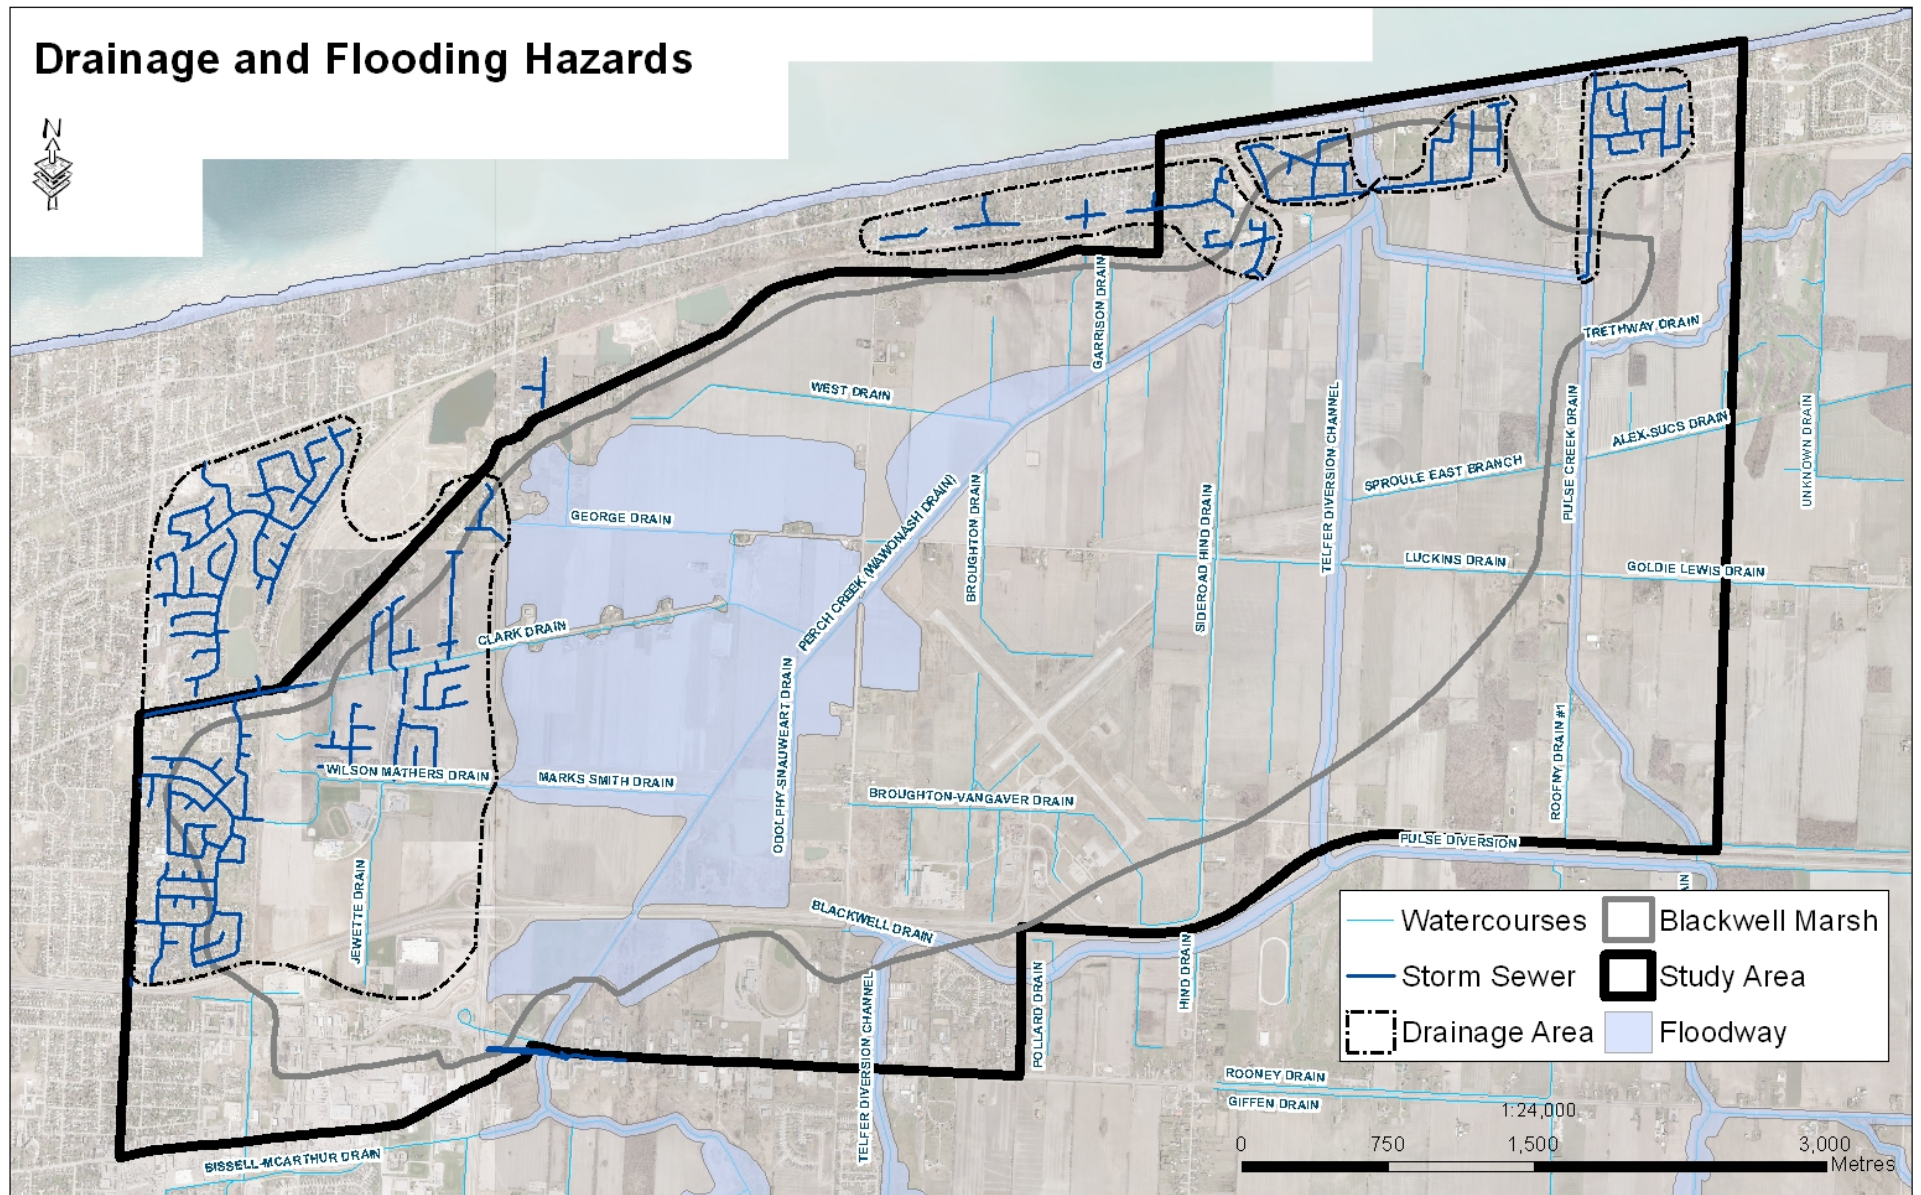 Drainage and Flooding Hazards
N
GARRISON DRAIN
TRETHWAY DRAIN
WEST DRAIN
TELFER DIVERSION CHANNEL
PULSE CREEK DRAIN
ALEX-SUCS DRAIN
UNKNOWN DRAIN
SPROULE EAST BRANCH
GEORGE DRAIN
PERCH CREEK (WAWONASH DRAIN)
BROUGHTON DRAIN
SIDEROAD HIND DRAIN
LUCKINS DRAIN
GOLDIE LEWIS DRAIN
CLARK DRAIN
ODOLPHY-SNAUWEART DRAIN
ROOFNY DRAIN #1
WILSON MATHERS DRAIN
MARKS SMITH DRAIN
BROUGHTON-VANGAVER DRAIN
PULSE DIVERSION
JEWETTE DRAIN
BLACKWELL DRAIN
HIND DRAIN
POLLARD DRAIN
TELFER DIVERSION CHANNEL
AIN
Watercourses
Blackwell Marsh
Storm Sewer
Study Area
Drainage Area
Floodway
ROONEY DRAIN
GIFFEN DRAIN
BISSELL-MCARTHUR DRAIN
1:24,000
0 750 1,500 3,000
Metres